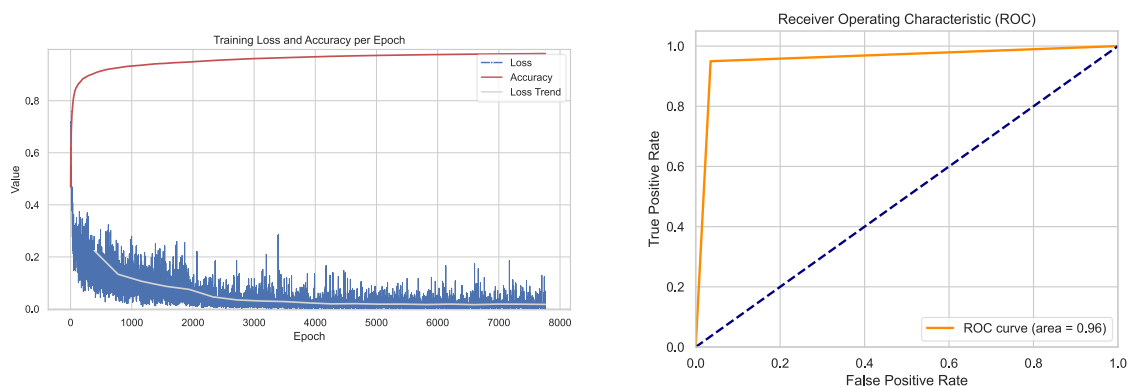 Training Loss and Accuracy per Epoch
Loss
Accuracy
Loss Trend
Value
0.8
0.6
0.4
0.2
0.0
0
1000
2000
3000
4000
5000
6000
7000
8000
Epoch
Receiver Operating Characteristic (ROC)
True Positive Rate
1.0
0.8
0.6
0.4
0.2
0.0
ROC curve (area = 0.96)
0.0
0.2
0.4
0.6
0.8
1.0
False Positive Rate